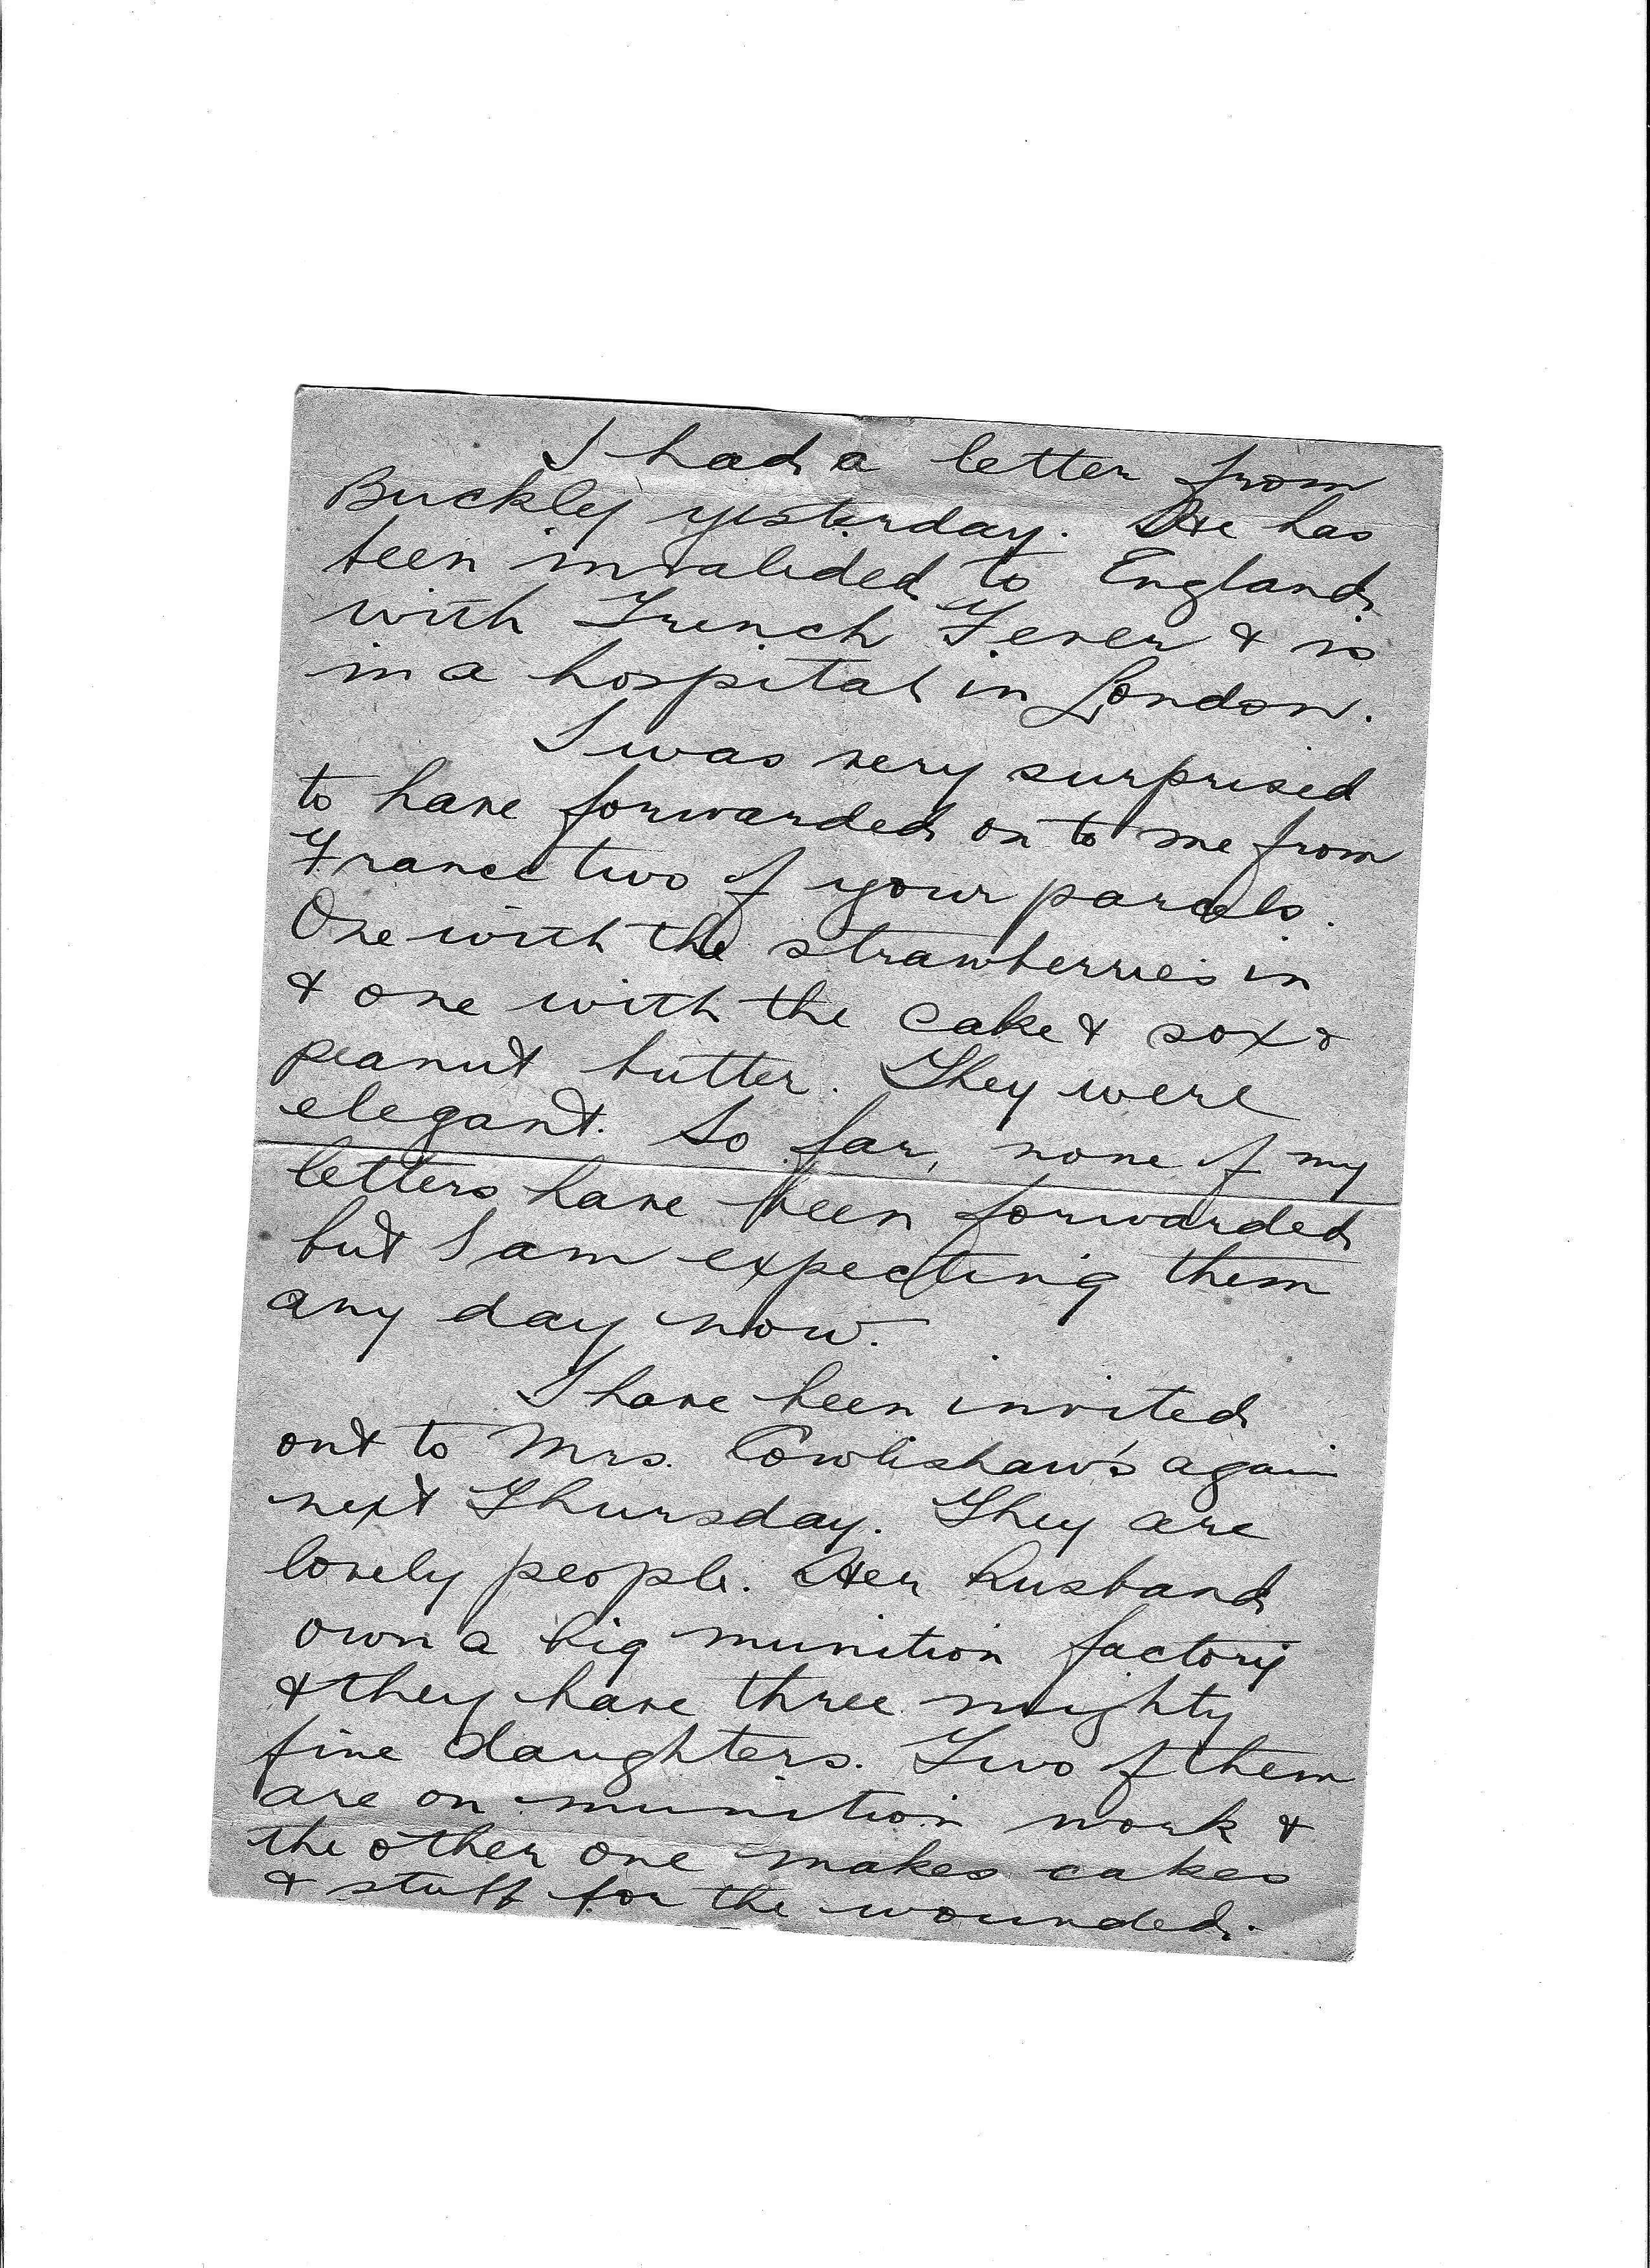 I had a letter from
Buckley yesterday. He has
been invalided to England
with Trench Fever & is
in a hospital in London.
I was very surprised
to have forwarded on to me from
France two of your parcels.
One with the strawberries in
& one with the cake & sox &
peanut butter. They were
elegant. So far, none of my
letters have been forwarded
but I am expecting them
any day now.
I have been invited
out to Mrs. Cowlishaw's again
next Thursday. They are
lovely people. Her husband
own a big munition factory
& they have three mighty
fine daughters. Two of them
are on munition work &
the other one makes cakes
& stuff for the wounded.